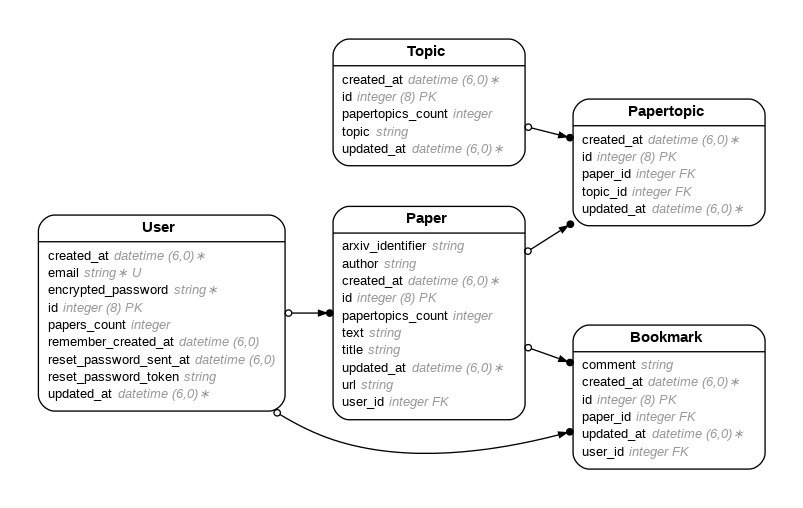 Topic
created_at datetime (6,0)∗
id integer (8) PK
papertopics_count integer
topic string
updated_at datetime (6,0)∗
Papertopic
created_at datetime (6,0)∗
id integer (8) PK
paper_id integer FK
topic_id integer FK
updated_at datetime (6,0)∗
User
created_at datetime (6,0)∗
email string∗ U
encrypted_password string∗
id integer (8) PK
papers_count integer
remember_created_at datetime (6,0)
reset_password_sent_at datetime (6,0)
reset_password_token string
updated_at datetime (6,0)∗
Paper
arxiv_identifier string
author string
created_at datetime (6,0)∗
id integer (8) PK
papertopics_count integer
text string
title string
updated_at datetime (6,0)∗
url string
user_id integer FK
Bookmark
comment string
created_at datetime (6,0)∗
id integer (8) PK
paper_id integer FK
updated_at datetime (6,0)∗
user_id integer FK